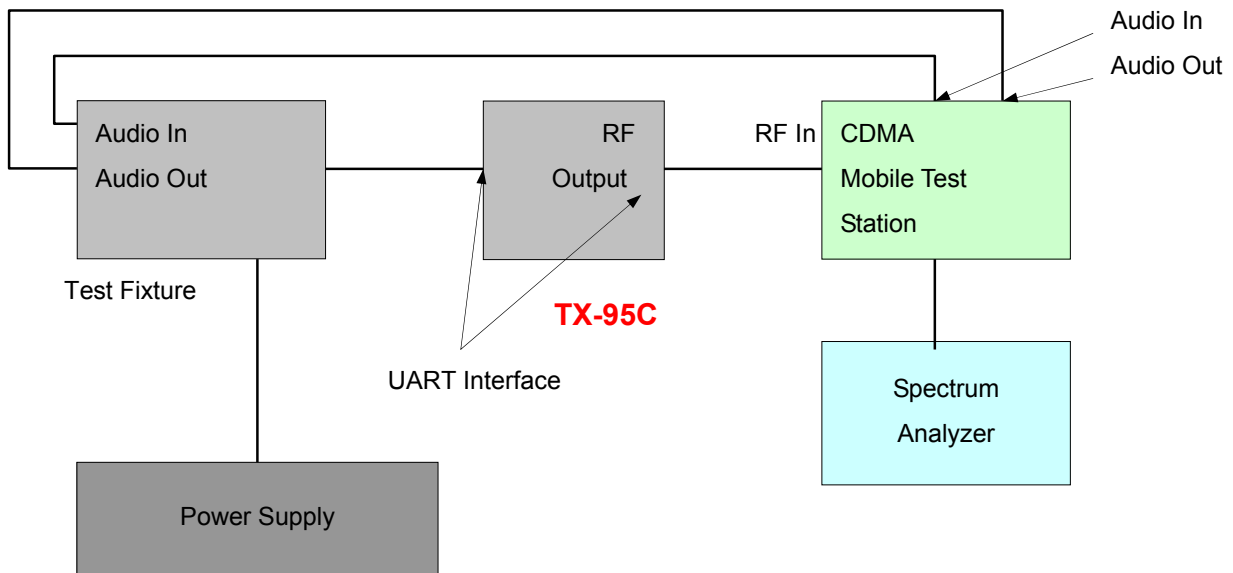 Audio In
Audio Out
Audio In
Audio Out
RF
Output
RF In
CDMA
Mobile Test
Station
Test Fixture
TX-95C
UART Interface
Spectrum
Analyzer
Power Supply